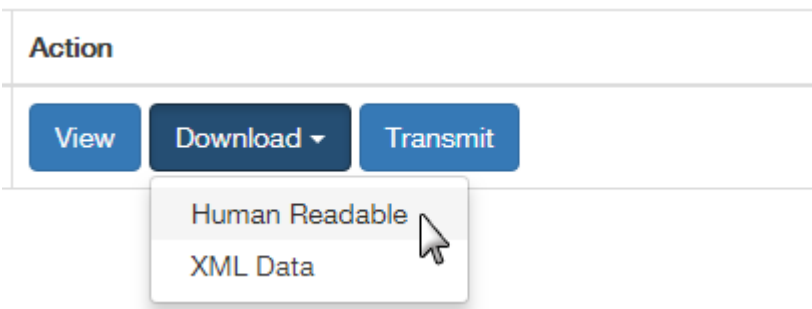 Action
View Download Transmit
Human Readable
XML Data